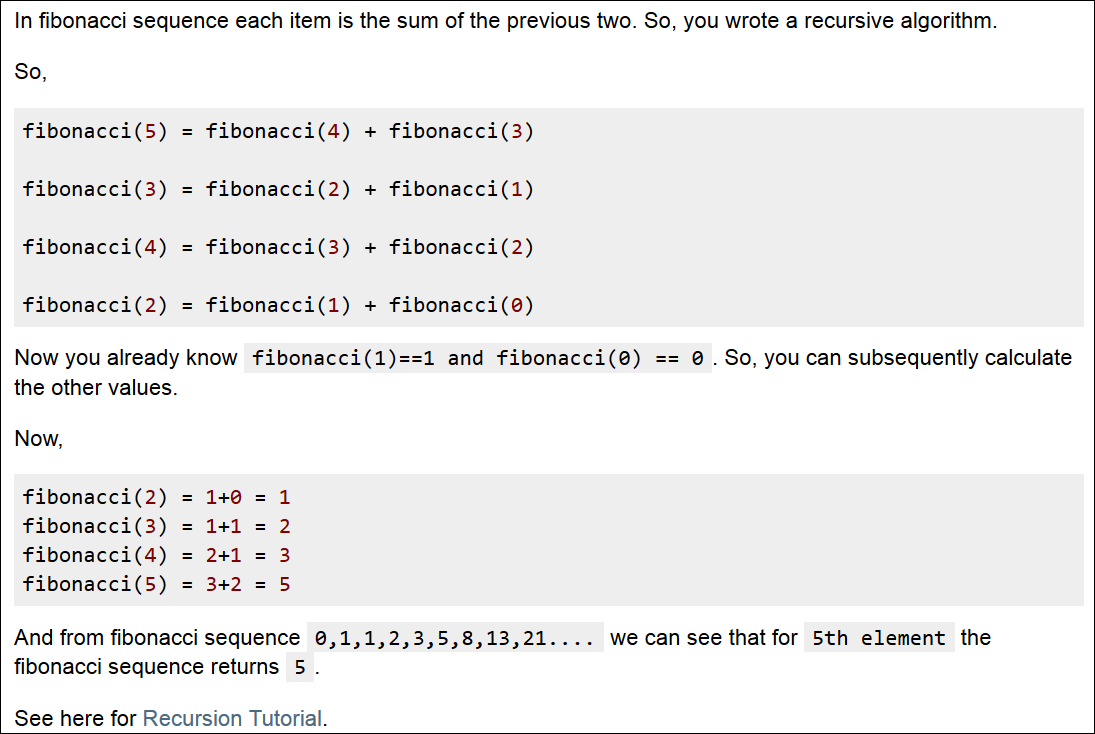 In fibonacci sequence each item is the sum of the previous two. So, you wrote a recursive algorithm.
So,
fibonacci(5) = fibonacci(4) + fibonacci(3)
fibonacci(3) = fibonacci(2) + fibonacci(1)
fibonacci(4) = fibonacci(3) + fibonacci(2)
fibonacci(2) = fibonacci(1) + fibonacci(0)
Now you already know fibonacci(1)==1 and fibonacci(0) == 0. So, you can subsequently calculate
the other values.
Now,
fibonacci(2) = 1+0 = 1
fibonacci(3) = 1+1 = 2
fibonacci(4) = 2+1 = 3
fibonacci(5) = 3+2 = 5
And from fibonacci sequence 0,1,1,2,3,5,8,13,21.... we can see that for 5th element the
fibonacci sequence returns 5.
See here for Recursion Tutorial.